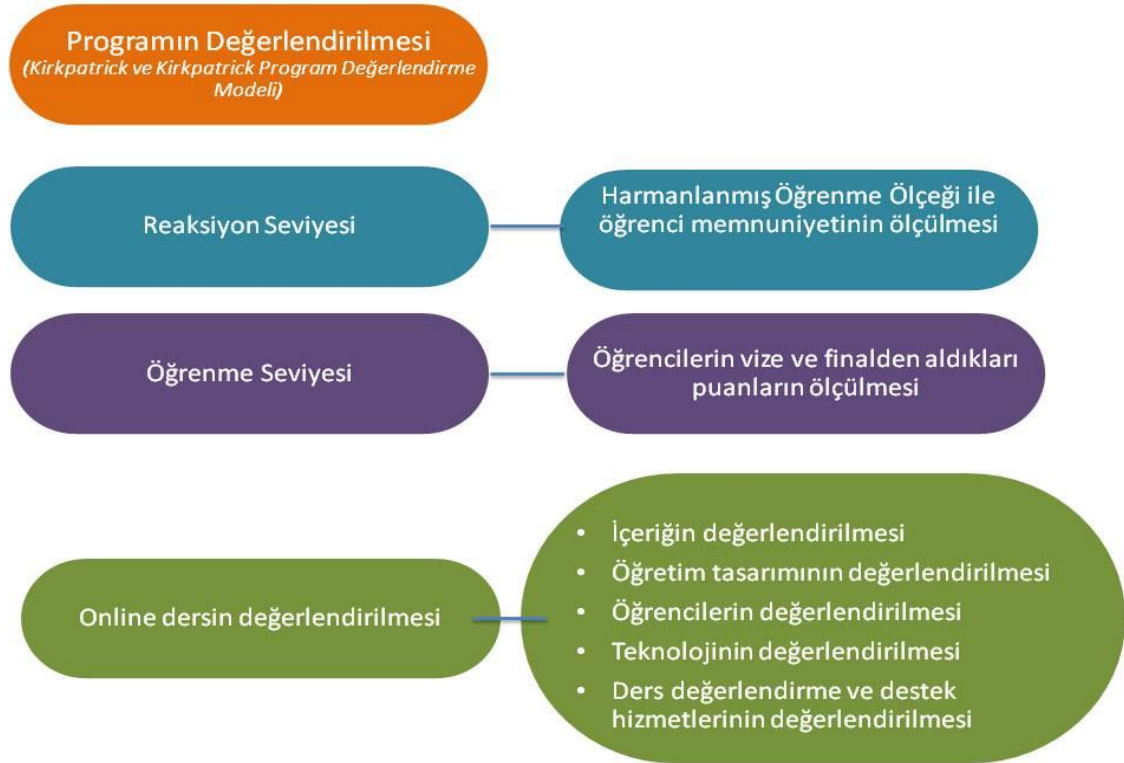 Programın Değerlendirilmesi
(Kirkpatrick ve Kirkpatrick Program Değerlendirme
Modeli)
Reaksiyon Seviyesi
Harmanlanmış Öğrenme Ölçeği ile
öğrenci memnuniyetinin ölçülmesi
Öğrenme Seviyesi
Öğrencilerin vize ve finalden aldıkları
puanların ölçülmesi
Online dersin değerlendirilmesi
• İçeriğin değerlendirilmesi
• Öğretim tasarımının değerlendirilmesi
• Öğrencilerin değerlendirilmesi
• Teknolojinin değerlendirilmesi
• Ders değerlendirme ve destek
hizmetlerinin değerlendirilmesi